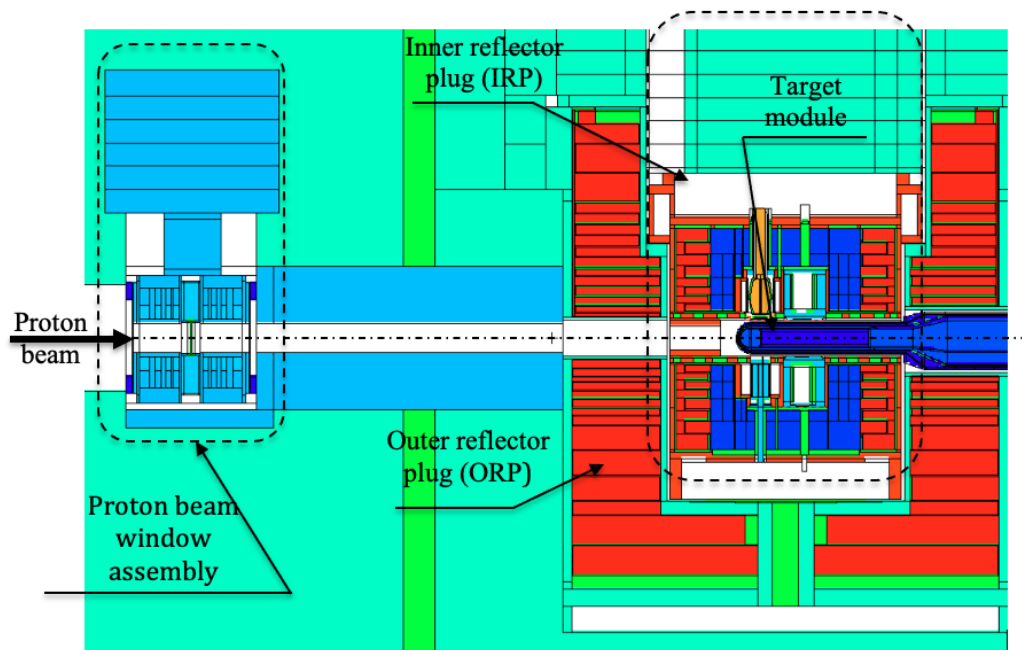 Inner reflector
plug (IRP)
Target
module
Proton
beam
Outer reflector
plug (ORP)
Proton beam
window
assembly